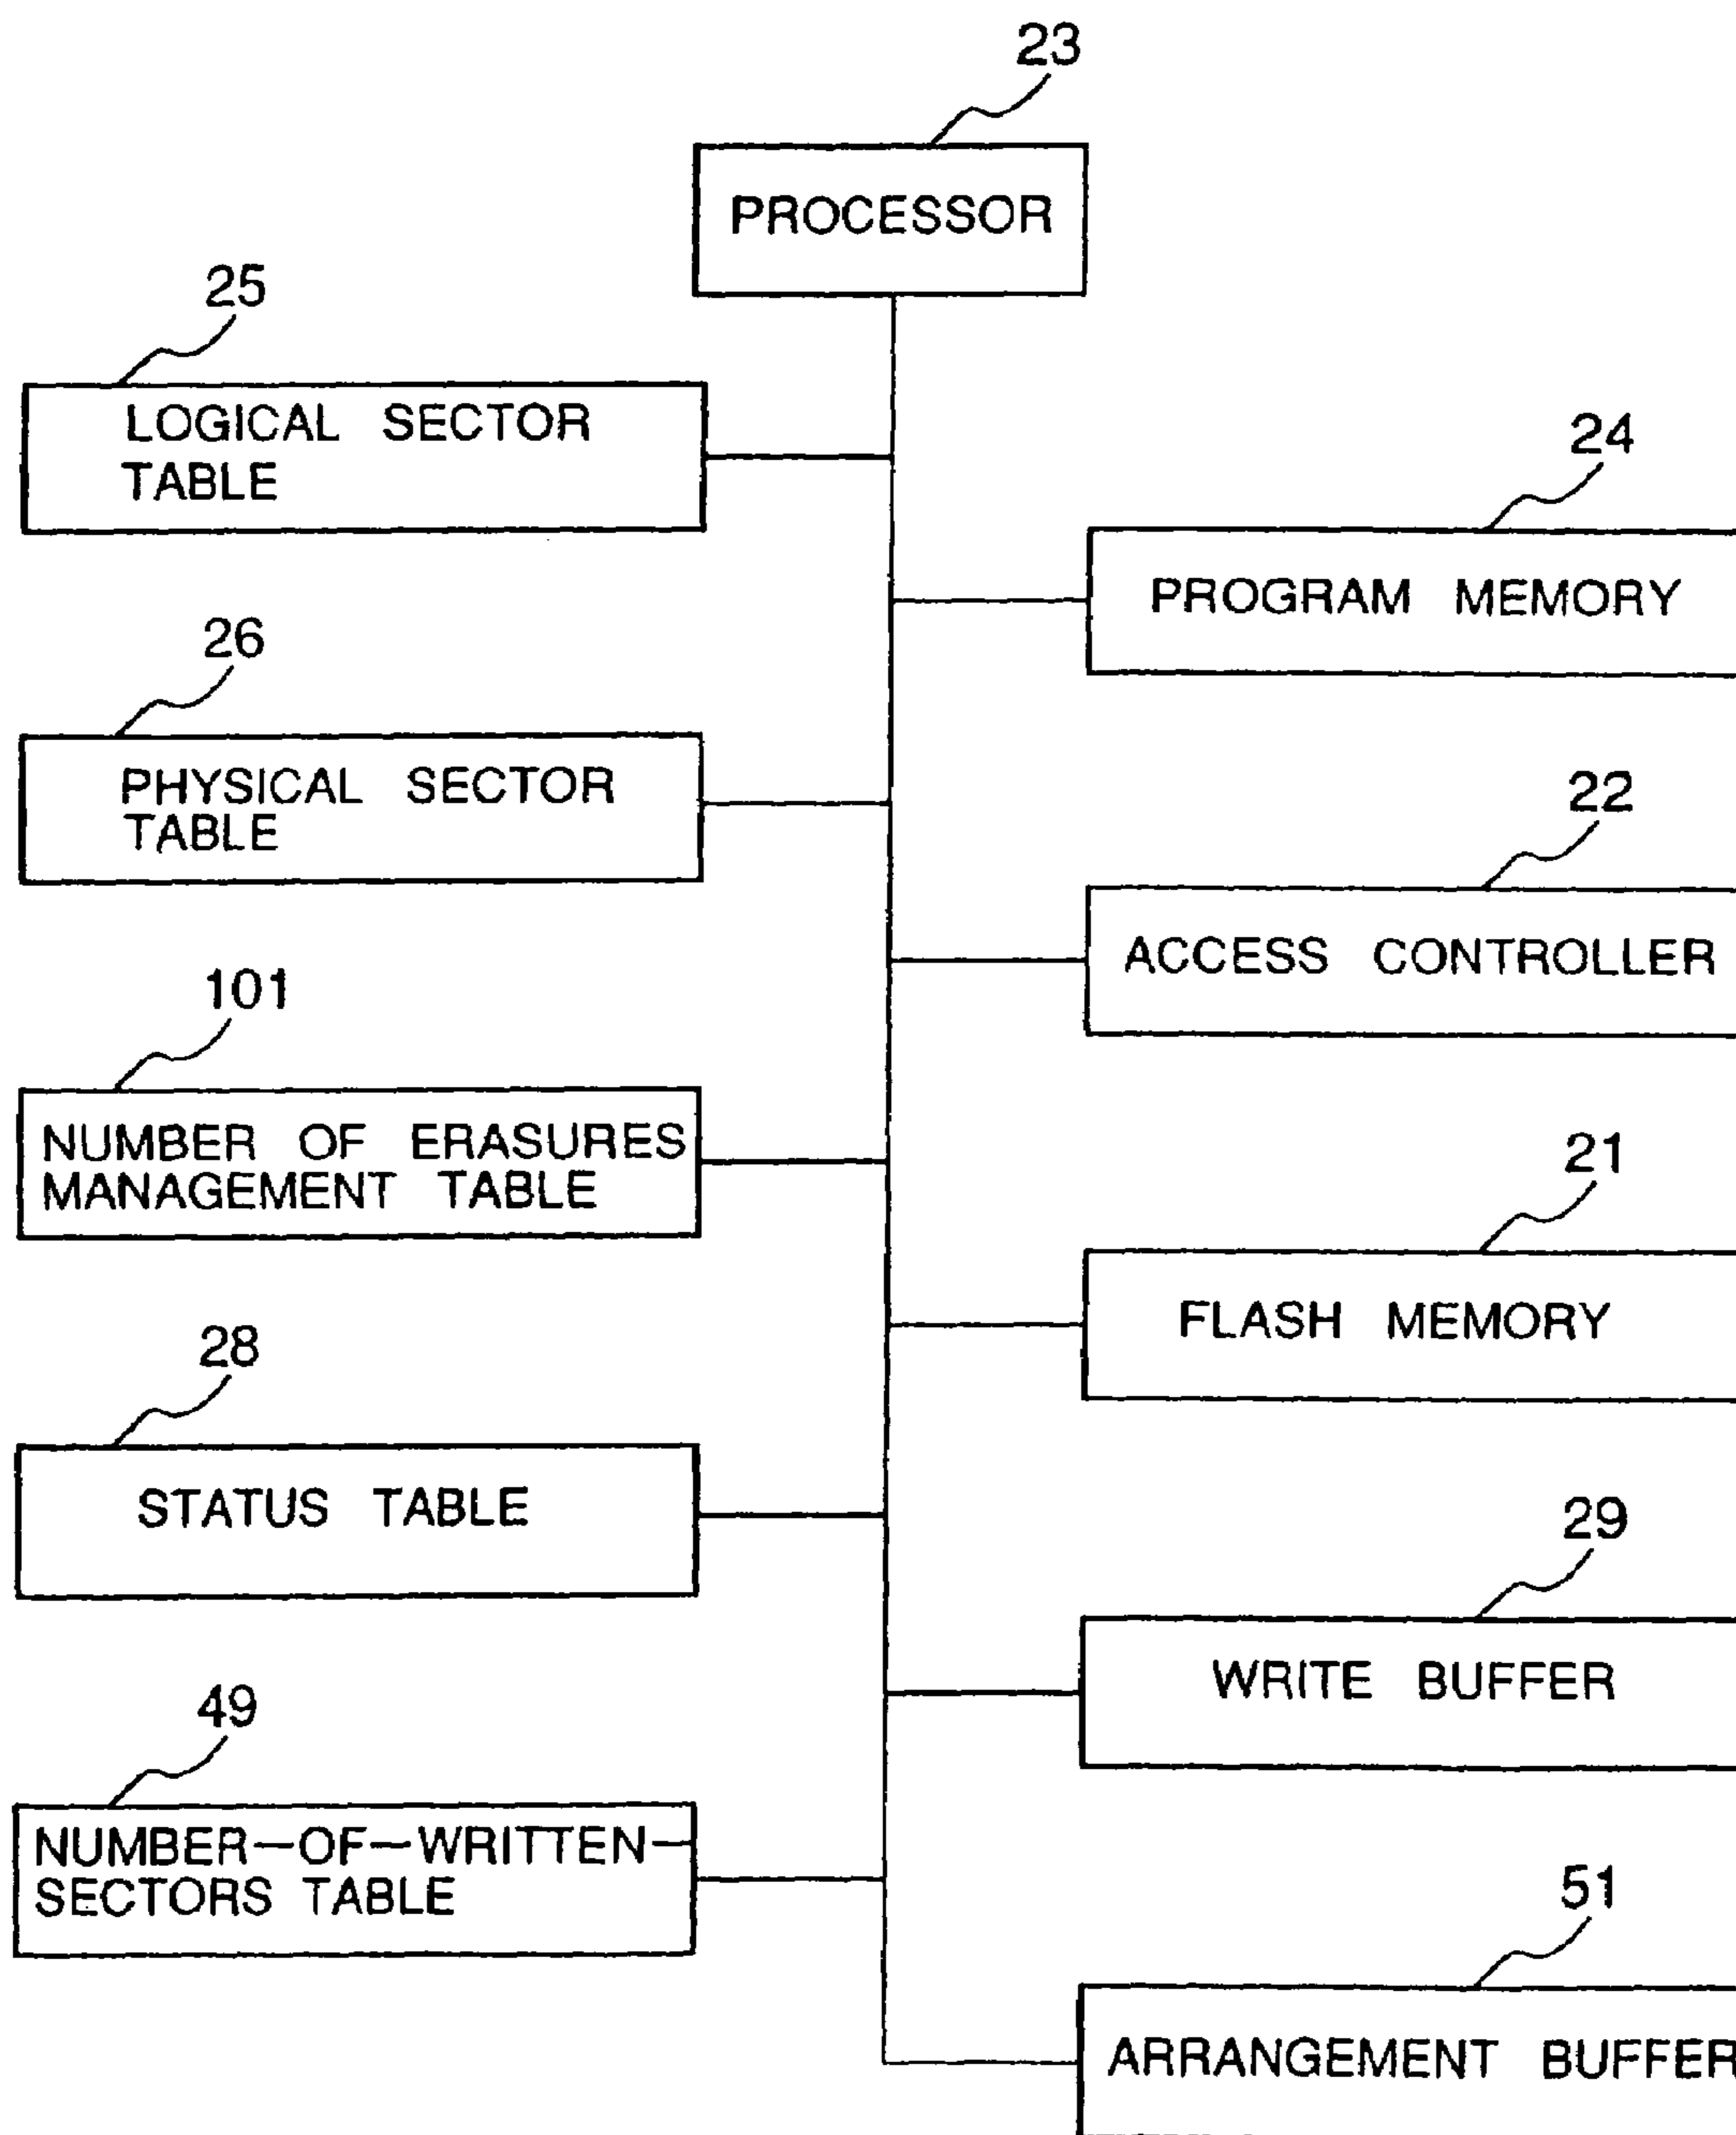 23
PROCESSOR
25
LOGICAL SECTOR
TABLE
24
PROGRAM MEMORY
26
PHYSICAL SECTOR
TABLE
22
ACCESS CONTROLLER
101
NUMBER OF ERASURES
MANAGEMENT TABLE
21
FLASH MEMORY
28
STATUS TABLE
29
WRITE BUFFER
49
NUMBER-OF-WRITTEN-
SECTORS TABLE
51
ARRANGEMENT BUFFER